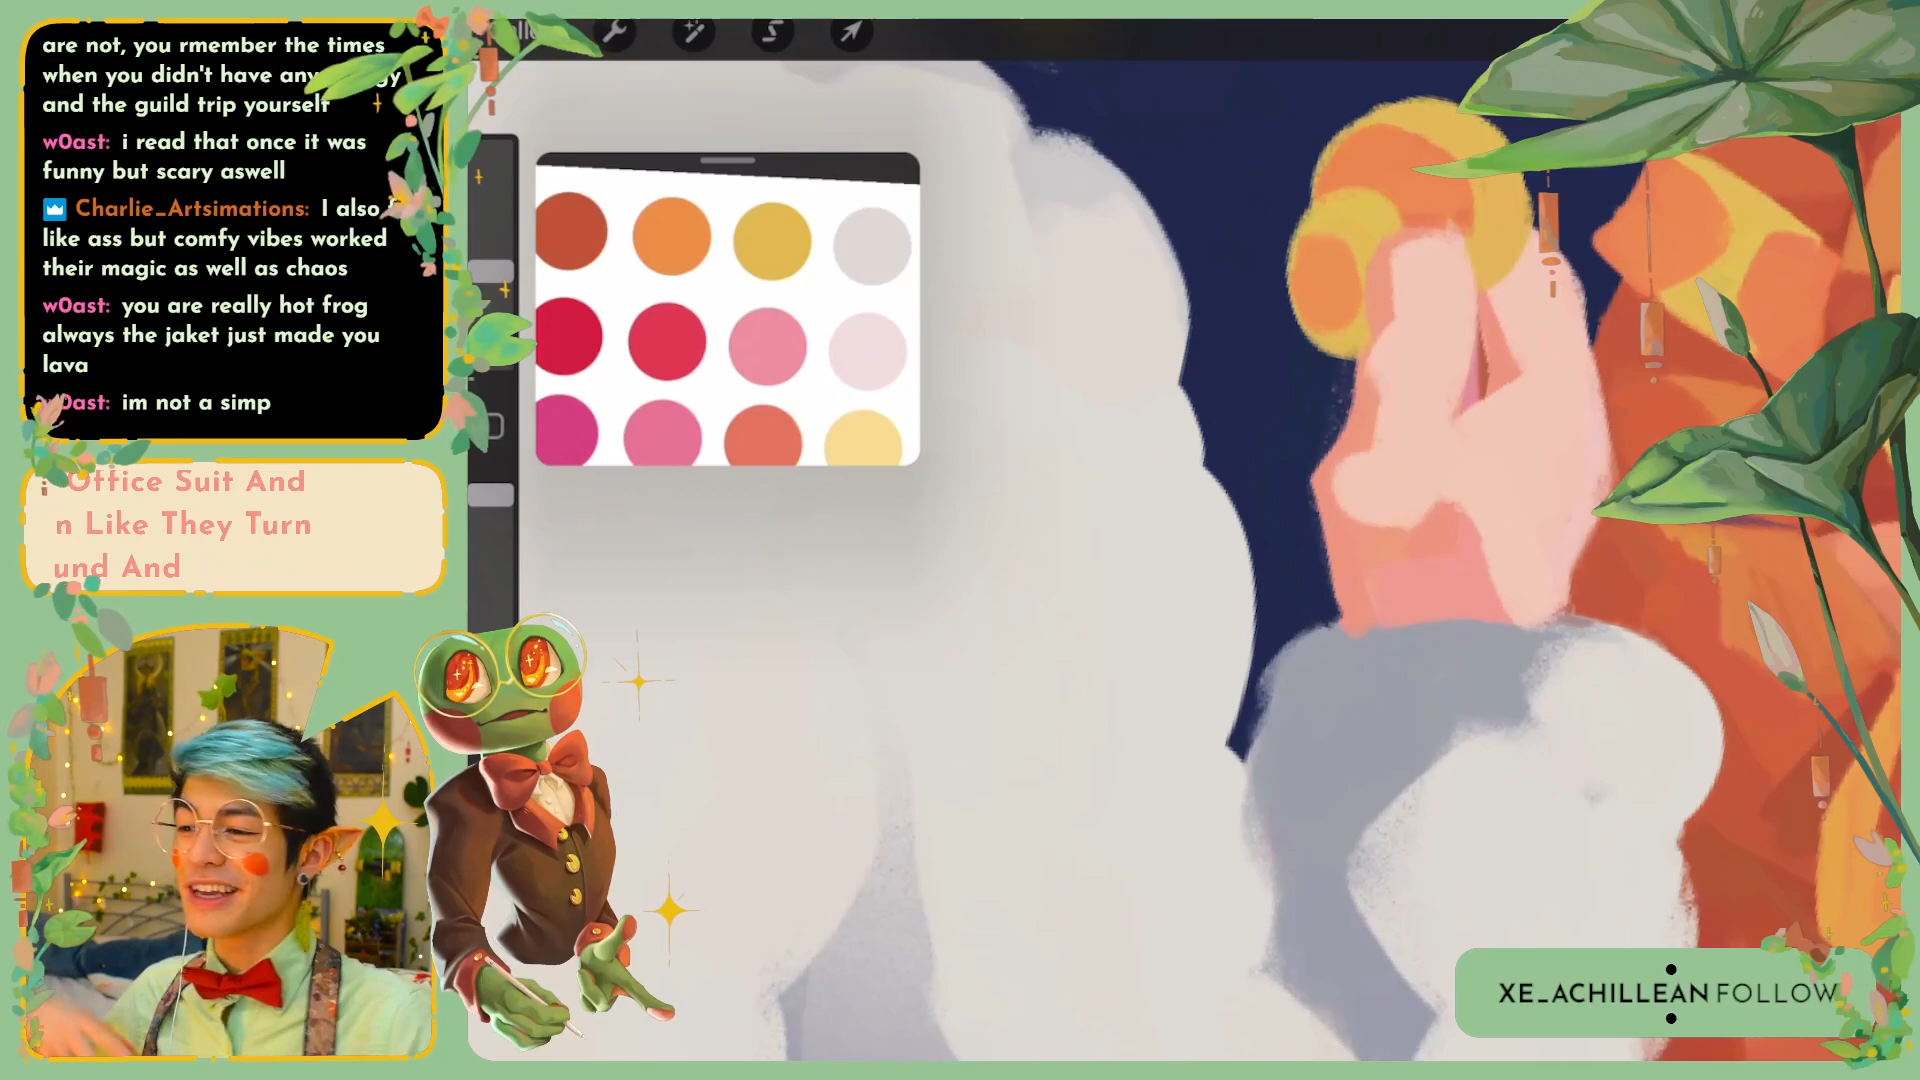 are not, you rmember the times
when you didn't have any
and the guild trip yourself
w0ast: i read that once it was
funny but scary aswell
Charlie_Artsimations: I also
like ass but comfy vibes worked
their magic as well as chaos
w0ast: you are really hot frog
always the jaket just made you
lava
w0ast: im not a simp
Office Suit And
n Like They Turn
und And
XE_ACHILLEAN FOLLOW